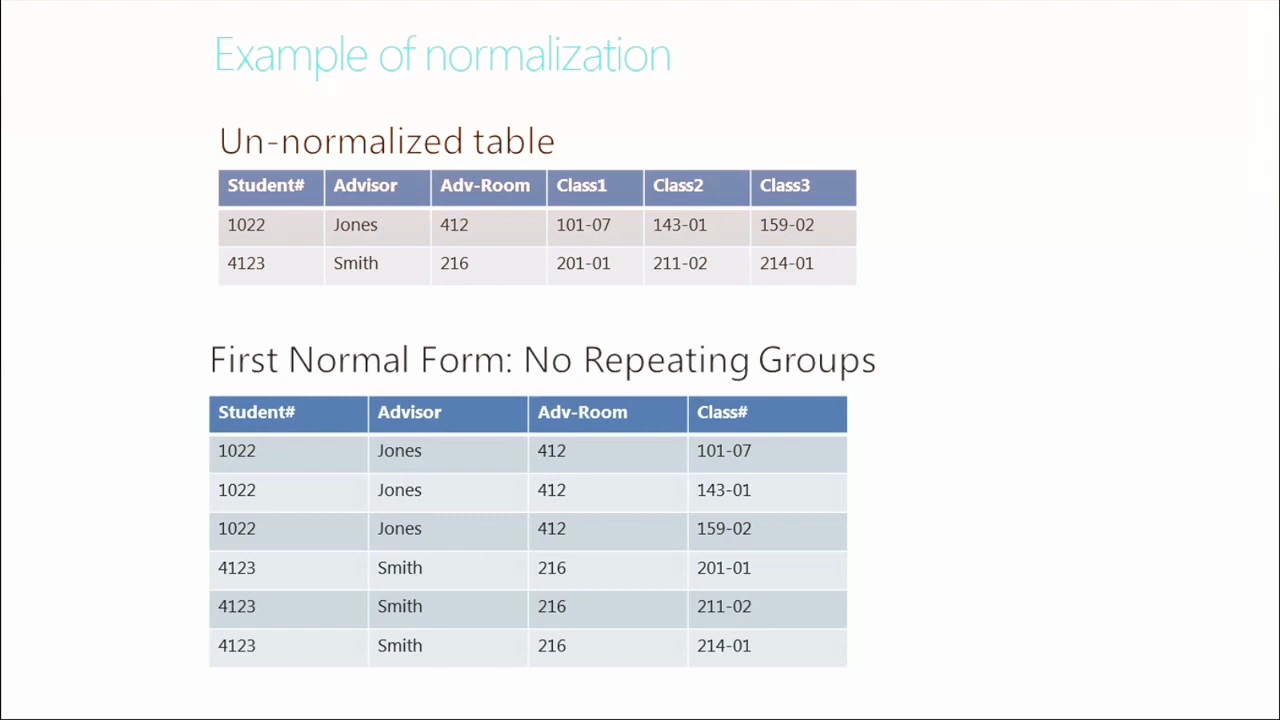 Example of normalization
Un-normalized table
Student# Advisor Adv-Room Class1 Class2 Class3
1022 Jones 412 101-07 143-01 159-02
4123 Smith 216 201-01 211-02 214-01
First Normal Form: No Repeating Groups
Student# Advisor Adv-Room Class#
1022 Jones 412 101-07
1022 Jones 412 143-01
1022 Jones 412 159-02
4123 Smith 216 201-01
4123 Smith 216 211-02
4123 Smith 216 214-01